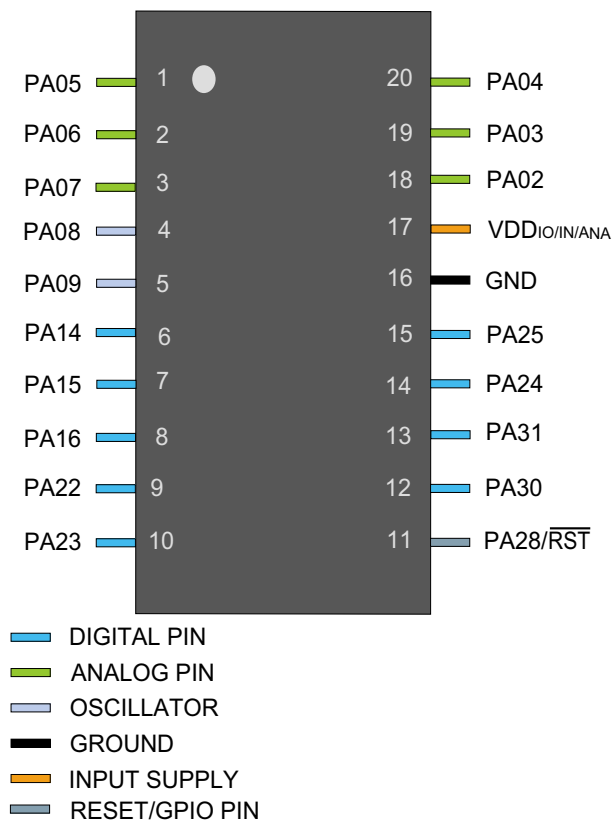 PA05 1 20 PA04
PA06 2 19 PA03
PA07 3 18 PA02
PA08 4 17 VDDIO/IN/ANA
PA09 5 16 GND
PA14 6 15 PA25
PA15 7 14 PA24
PA16 8 13 PA31
PA22 9 12 PA30
PA23 10 11 PA28/R̅S̅T̅
DIGITAL PIN
ANALOG PIN
OSCILLATOR
GROUND
INPUT SUPPLY
RESET/GPIO PIN